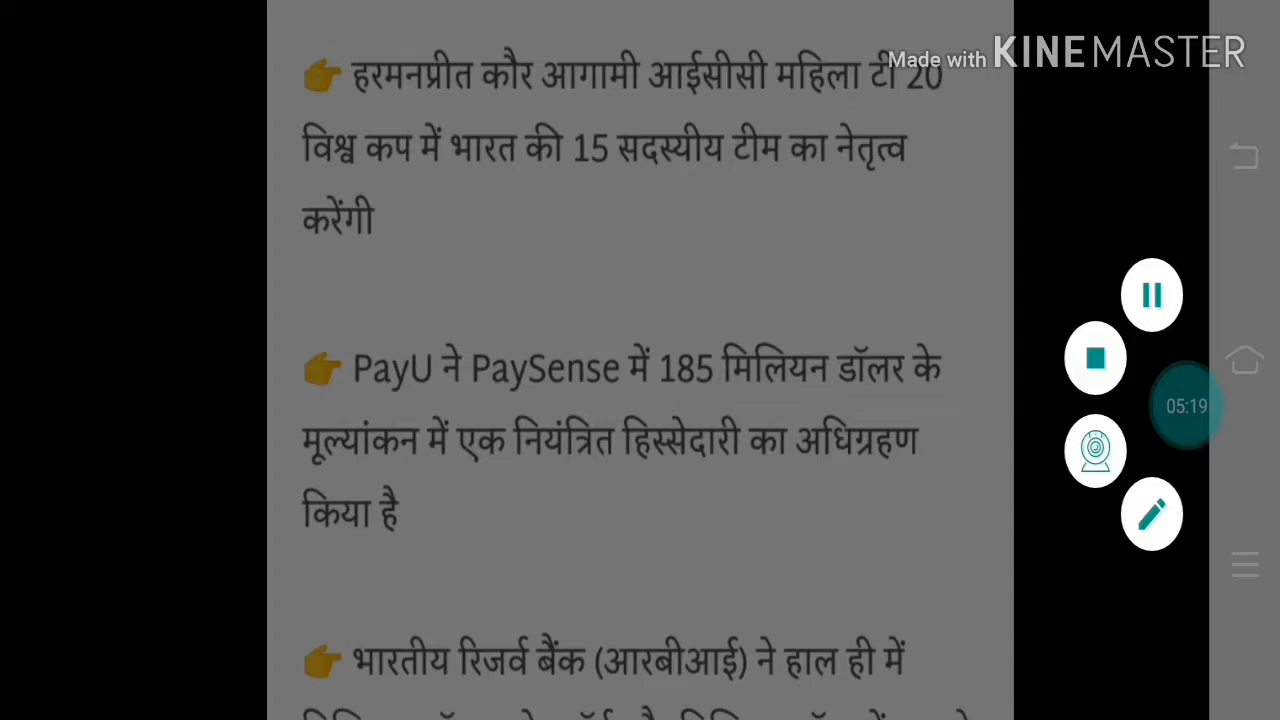 Made with KINEMASTER
👉 हरमनप्रीत कौर आगामी आईसीसी महिला टी 20
विश्व कप में भारत की 15 सदस्यीय टीम का नेतृत्व
करेंगी
👉 PayU ने PaySense में 185 मिलियन डॉलर के
मूल्यांकन में एक नियंत्रित हिस्सेदारी का अधिग्रहण
किया है
05:19
👉 भारतीय रिजर्व बैंक (आरबीआई) ने हाल ही में